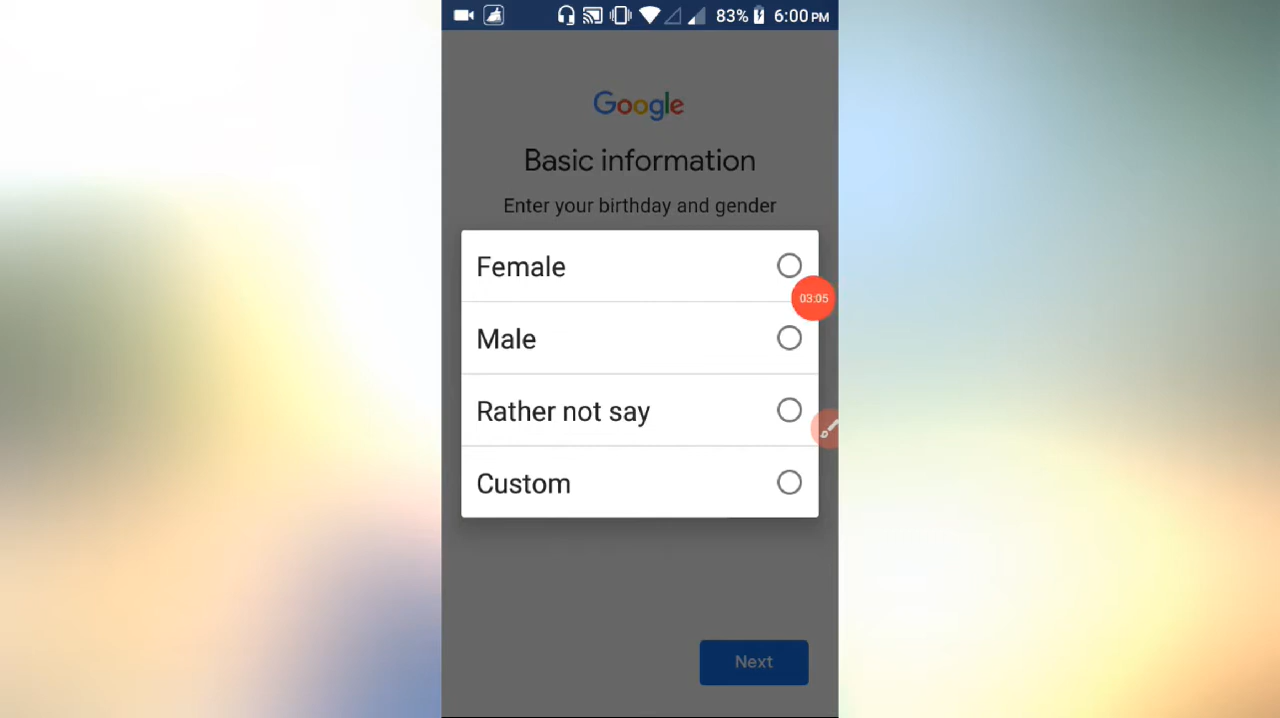 83% 6:00 PM
Google
Basic information
Enter your birthday and gender
Female
03:05
Male
Rather not say
Custom
Next